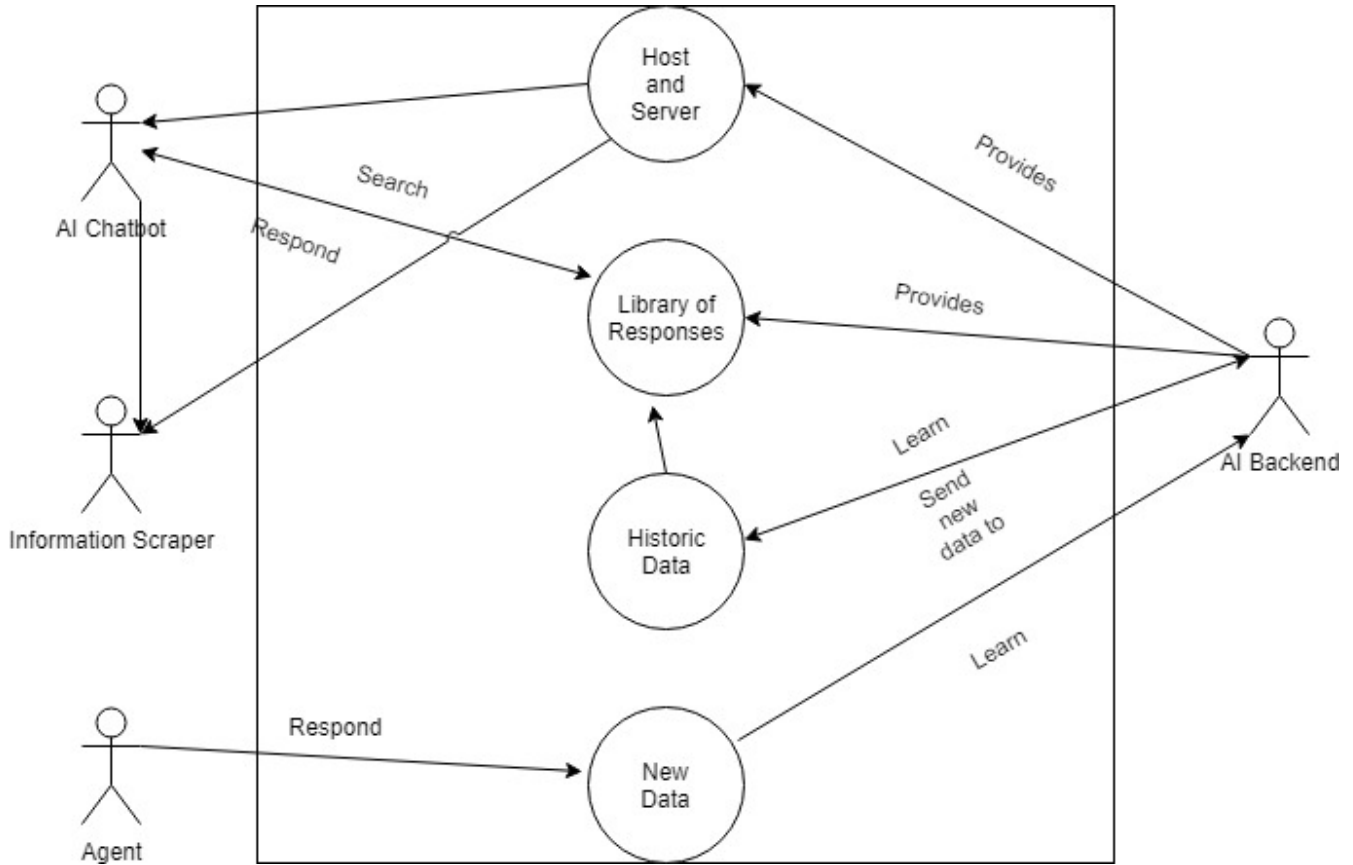 Host
and
Server
Provides
Search
AI Chatbot
Respond
Library of
Responses
Provides
Learn
AI Backend
Send
new
data to
Information Scraper
Historic
Data
Learn
Respond
New
Data
Agent